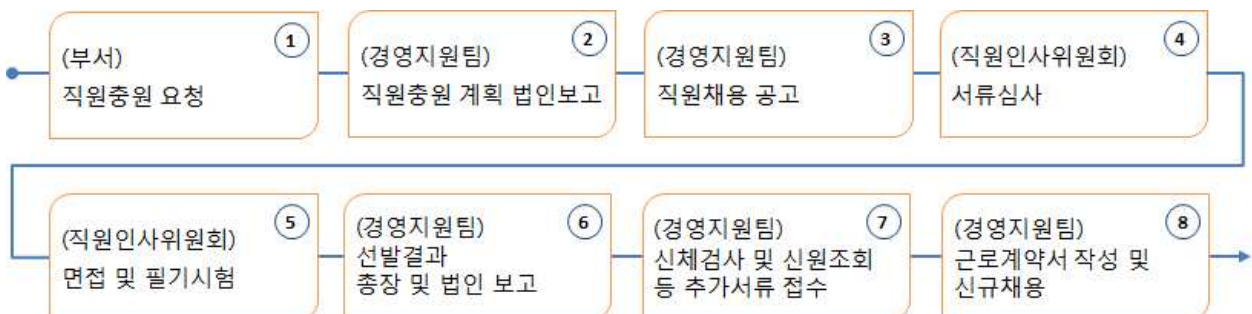 1
(부서)
직원충원 요청
2
(경영지원팀)
직원충원 계획 법인보고
3
(경영지원팀)
직원채용 공고
4
(직원인사위원회)
서류심사
5
(직원인사위원회)
면접 및 필기시험
6
(경영지원팀)
선발결과
총장 및 법인 보고
7
(경영지원팀)
신체검사 및 신원조회
등 추가서류 접수
8
(경영지원팀)
근로계약서 작성 및
신규채용